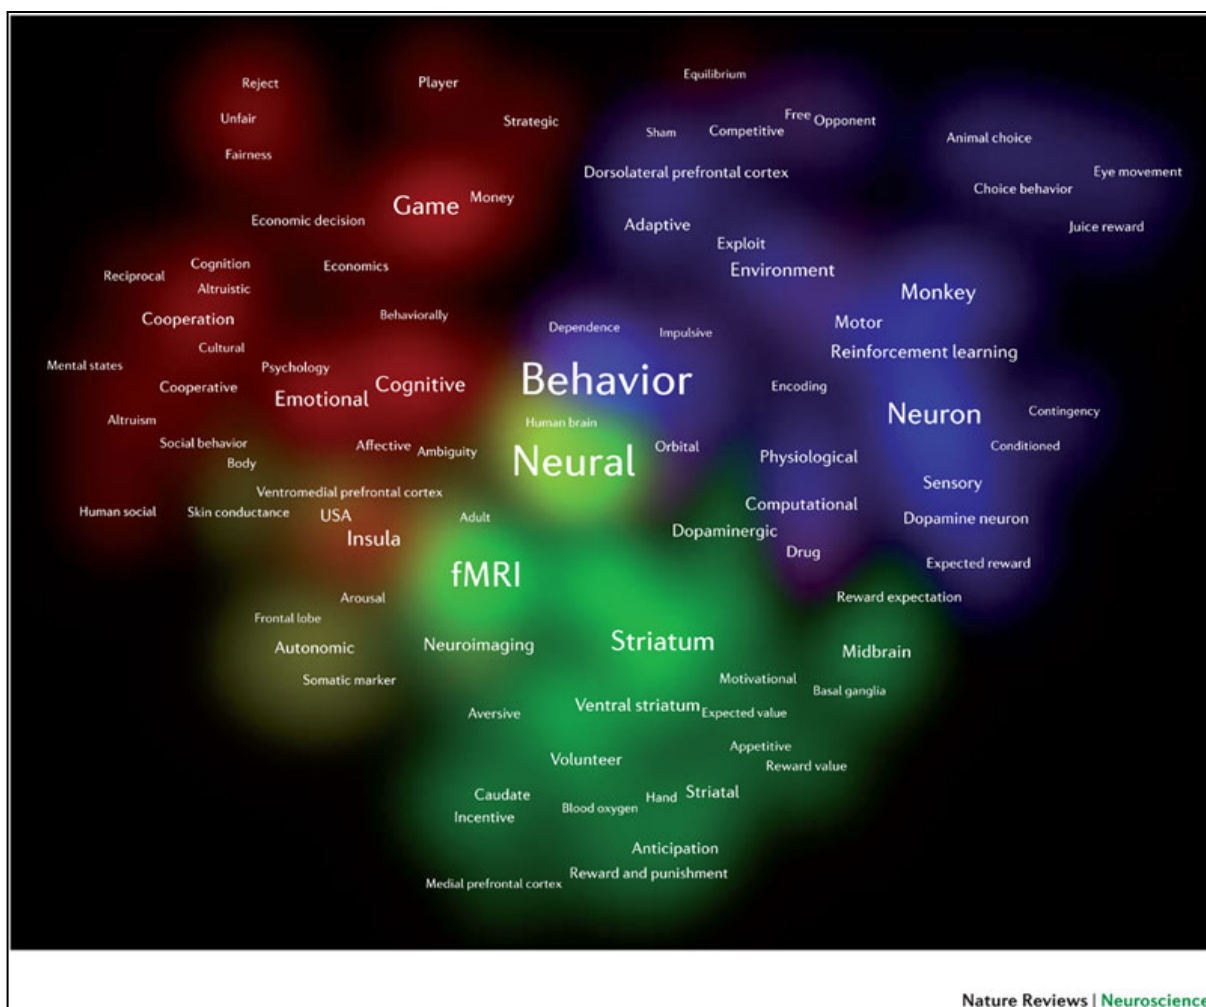 Equilibrium
Reject
Player
Unfair
Strategic
Free
Opponent
Sham
Competitive
Animal choice
Fairness
Dorsolateral prefrontal cortex
Eye movement
Choice behavior
Game
Money
Economic decision
Adaptive
Juice reward
Exploit
Cognition
Economics
Environment
Reciprocal
Altruistic
Monkey
Cooperation
Behaviorally
Motor
Dependence
Impulsive
Cultural
Reinforcement learning
Mental states
Psychology
Behavior
Cooperative
Cognitive
Encoding
Emotional
Neuron
Contingency
Altruism
Human brain
Social behavior
Affective
Ambiguity
Orbital
Conditioned
Neural
Physiological
Body
Sensory
Ventromedial prefrontal cortex
Computational
Human social
Skin conductance
USA
Adult
Dopamine neuron
Dopaminergic
Insula
Drug
Expected reward
fMRI
Arousal
Reward expectation
Frontal lobe
Autonomic
Neuroimaging
Striatum
Midbrain
Somatic marker
Motivational
Basal ganglia
Aversive
Ventral striatum
Expected value
Appetitive
Volunteer
Reward value
Caudate
Hand
Striatal
Incentive
Blood oxygen
Anticipation
Reward and punishment
Medial prefrontal cortex
Nature Reviews | Neuroscience